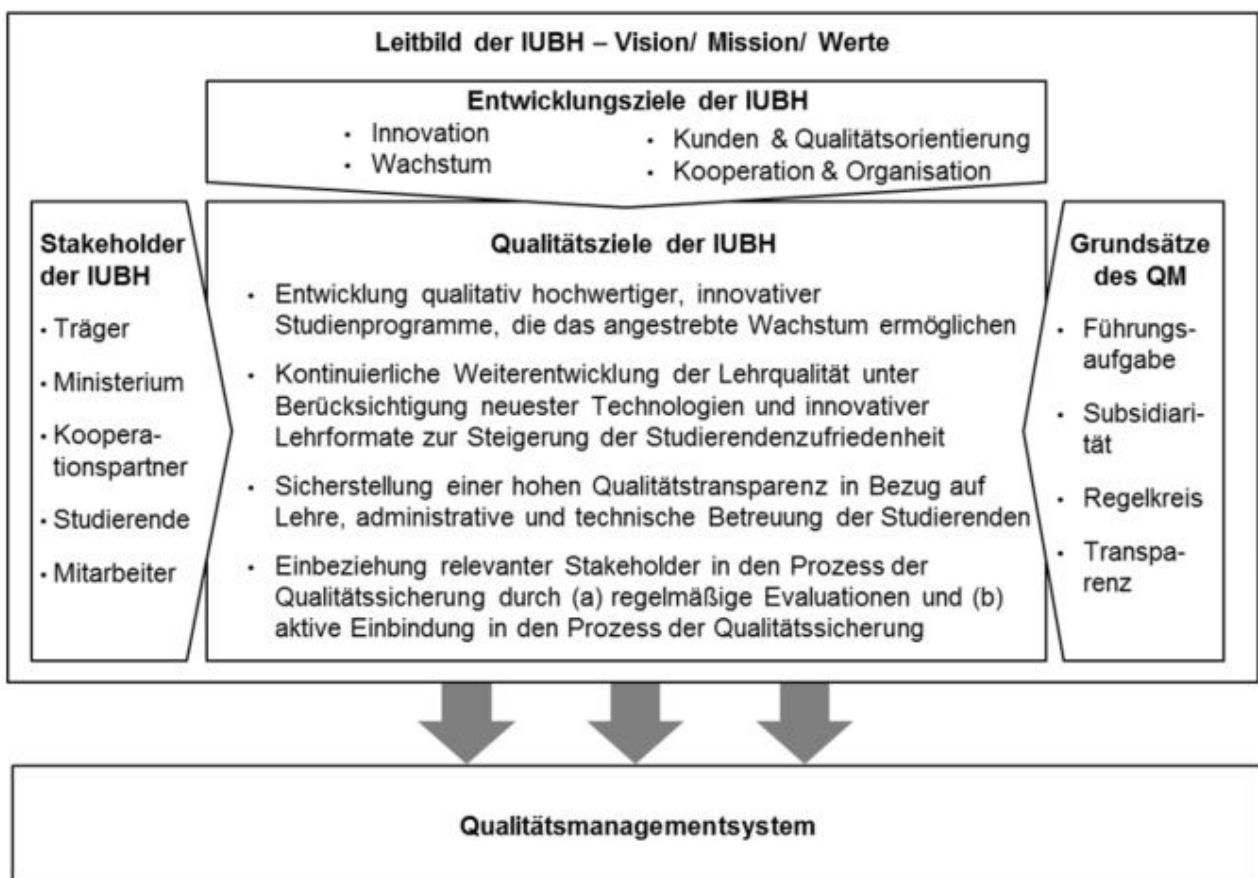 Leitbild der IUBH – Vision/ Mission/ Werte
Entwicklungsziele der IUBH
• Innovation
• Wachstum
• Kunden & Qualitätsorientierung
• Kooperation & Organisation
Stakeholder
der IUBH
• Träger
• Ministerium
• Koopera-
tionspartner
• Studierende
• Mitarbeiter
Qualitätsziele der IUBH
• Entwicklung qualitativ hochwertiger, innovativer
Studienprogramme, die das angestrebte Wachstum ermöglichen
• Kontinuierliche Weiterentwicklung der Lehrqualität unter
Berücksichtigung neuester Technologien und innovativer
Lehrformate zur Steigerung der Studierendenzufriedenheit
• Sicherstellung einer hohen Qualitätstransparenz in Bezug auf
Lehre, administrative und technische Betreuung der Studierenden
• Einbeziehung relevanter Stakeholder in den Prozess der
Qualitätssicherung durch (a) regelmäßige Evaluationen und (b)
aktive Einbindung in den Prozess der Qualitätssicherung
Grundsätze
des QM
• Führungs-
aufgabe
• Subsidiari-
tät
• Regelkreis
• Transpa-
renz
Qualitätsmanagementsystem